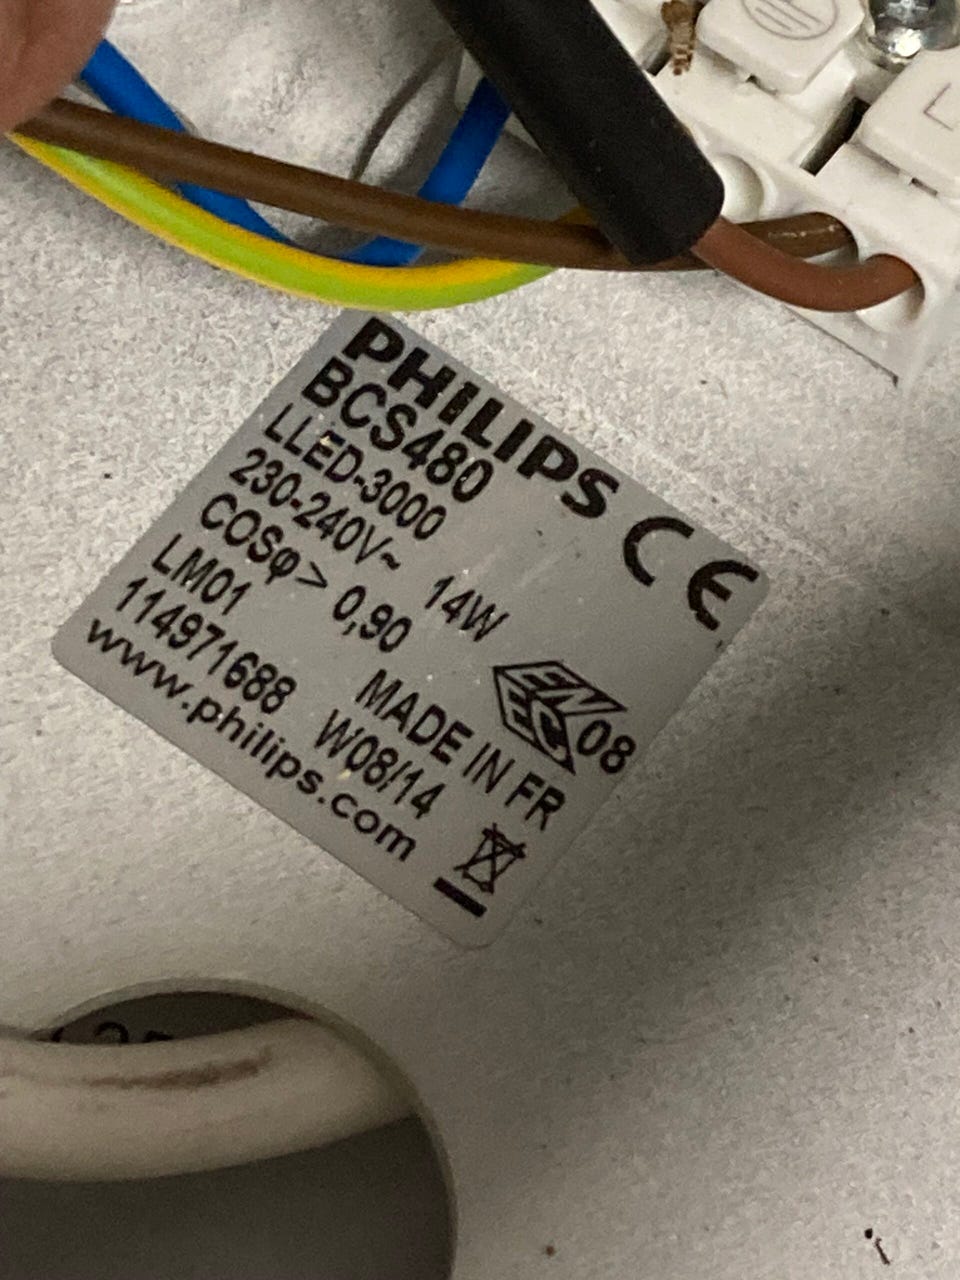 PHILIPS CE
BCS480
LLED-3000
230-240V~ 14W
COSφ> 0,90
LM01 MADE IN FR
114971688 W08/14
www.philips.com
ENEC 08
L